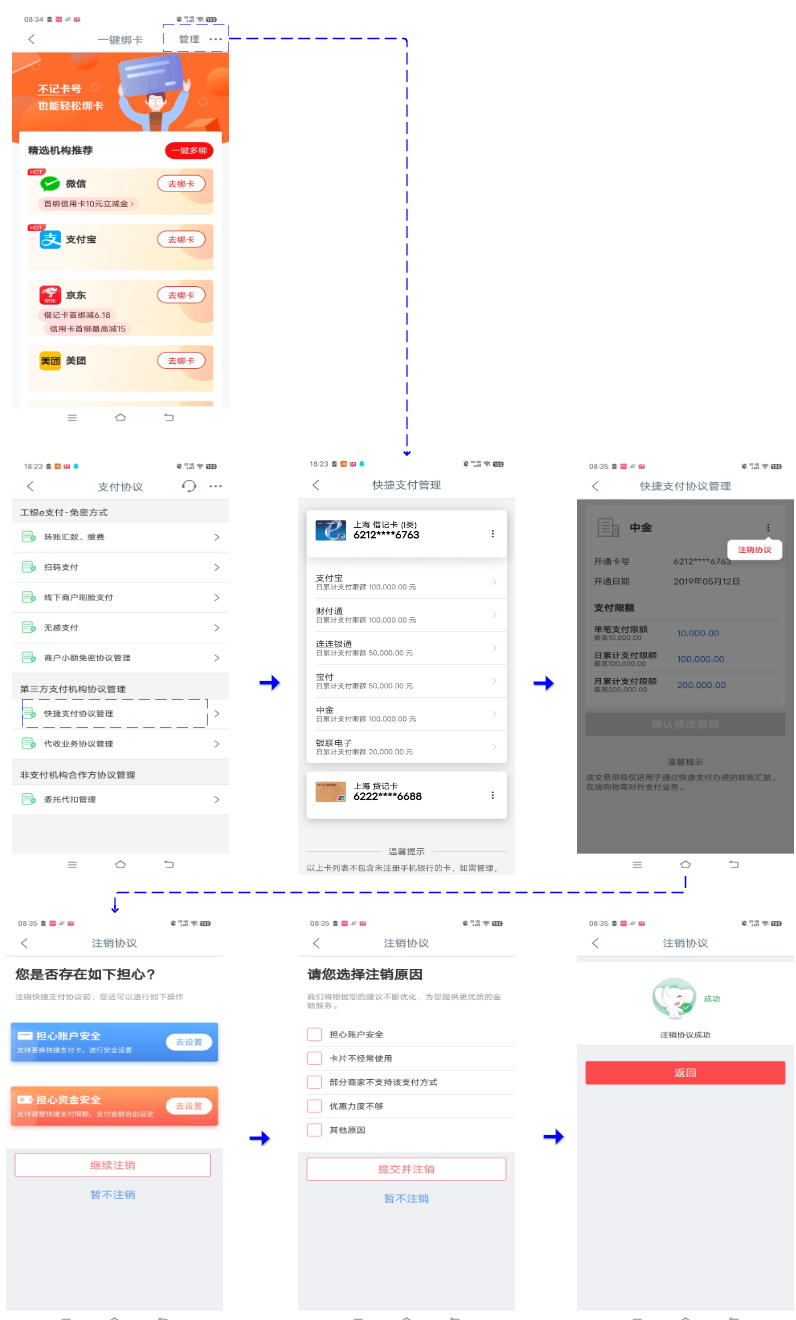 08:34
一键绑卡
管理
不记卡号
也能轻松绑卡
精选机构推荐
一键多绑
HOT
微信
去绑卡
首绑信用卡10元立减金
HOT
支
支付宝
去绑卡
京东
去绑卡
借记卡首绑减6.18
信用卡首绑最高减15
美团
美团
去绑卡
18:23
支付协议
工银e支付-免密方式
转账汇款、缴费
扫码支付
线下商户刷脸支付
无感支付
商户小额免密协议管理
第三方支付机构协议管理
快捷支付协议管理
代收业务协议管理
非支付机构合作方协议管理
委托代扣管理
18:23
快捷支付管理
上海 借记卡 (I类)
6212****6763
支付宝
日累计支付限额 100,000.00 元
财付通
日累计支付限额 100,000.00 元
连连银通
日累计支付限额 50,000.00 元
宝付
日累计支付限额 50,000.00 元
中金
日累计支付限额 100,000.00 元
银联电子
日累计支付限额 20,000.00 元
上海 贷记卡
6222****6688
温馨提示
以上卡列表不包含未注册手机银行的卡，如需管理，
08:35
快捷支付协议管理
中金
注销协议
开通卡号 6212****6763
开通日期 2019年05月12日
支付限额
单笔支付限额 10,000.00
最高10,000.00
日累计支付限额 100,000.00
最高100,000.00
月累计支付限额 200,000.00
最高200,000.00
确认修改限额
温馨提示
该交易限额仅适用于通过快捷支付办理的转账汇款、
在线购物等对外支付业务。
08:35
注销协议
您是否存在如下担心?
注销快捷支付协议前，您还可以进行如下操作
担心账户安全
支持更换快捷支付卡，进行安全设置
去设置
担心资金安全
支持调整快捷支付限额，支付金额自由设定
去设置
继续注销
暂不注销
08:35
注销协议
请您选择注销原因
我们将根据您的建议不断优化，为您提供更优质的金
融服务。
担心账户安全
卡片不经常使用
部分商家不支持该支付方式
优惠力度不够
其他原因
提交并注销
暂不注销
08:35
注销协议
成功
注销协议成功
返回